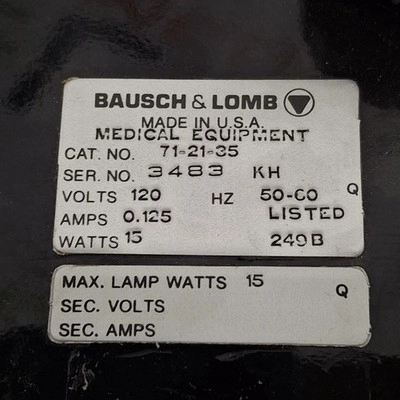 BAUSCH & LOMB
MADE IN U.S.A.
MEDICAL EQUIPMENT
CAT. NO. 71-21-35
SER. NO. 3483 KH
VOLTS 120 HZ 50-60 Q
AMPS 0.125 LISTED
WATTS 15 249B
MAX. LAMP WATTS 15 Q
SEC. VOLTS
SEC. AMPS